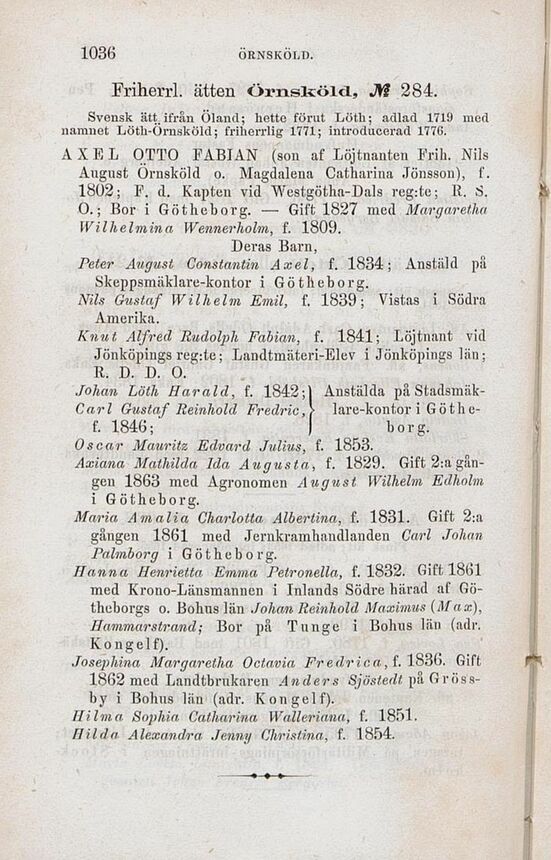 1036 ÖRNSKÖLD.
Friherrl. ätten Örnsköld, № 284.
Svensk ätt ifrån Öland; hette förut Löth; adlad 1719 med
namnet Löth-Örnsköld; friherrlig 1771; introducerad 1776.
AXEL OTTO FABIAN (son af Löjtnanten Frih. Nils
August Örnsköld o. Magdalena Catharina Jönsson), f.
1802; F. d. Kapten vid Westgötha-Dals reg:te; R. S.
O.; Bor i Götheborg. — Gift 1827 med Margaretha
Wilhelmina Wennerholm, f. 1809.
Deras Barn,
Peter August Constantin Axel, f. 1834; Anstäld på
Skeppsmäklare-kontor i Götheborg.
Nils Gustaf Wilhelm Emil, f. 1839; Vistas i Södra
Amerika.
Knut Alfred Rudolph Fabian, f. 1841; Löjtnant vid
Jönköpings reg:te; Landtmäteri-Elev i Jönköpings län;
R. D. D. O.
Johan Löth Harald, f. 1842; Anstälda på Stadsmäk-
Carl Gustaf Reinhold Fredric, lare-kontor i Göthe-
f. 1846; borg.
Oscar Mauritz Edvard Julius, f. 1853.
Axiana Mathilda Ida Augusta, f. 1829. Gift 2:a gån-
gen 1863 med Agronomen August Wilhelm Edholm
i Götheborg.
Maria Amalia Charlotta Albertina, f. 1831. Gift 2:a
gången 1861 med Jernkramhandlanden Carl Johan
Palmborg i Götheborg.
Hanna Henrietta Emma Petronella, f. 1832. Gift 1861
med Krono-Länsmannen i Inlands Södre härad af Gö-
theborgs o. Bohus län Johan Reinhold Maximus (Max),
Hammarstrand; Bor på Tunge i Bohus län (adr.
Kongelf).
Josephina Margaretha Octavia Fredrica, f. 1836. Gift
1862 med Landtbrukaren Anders Sjöstedt på Gröss-
by i Bohus län (adr. Kongelf).
Hilma Sophia Catharina Walleriana, f. 1851.
Hilda Alexandra Jenny Christina, f. 1854.